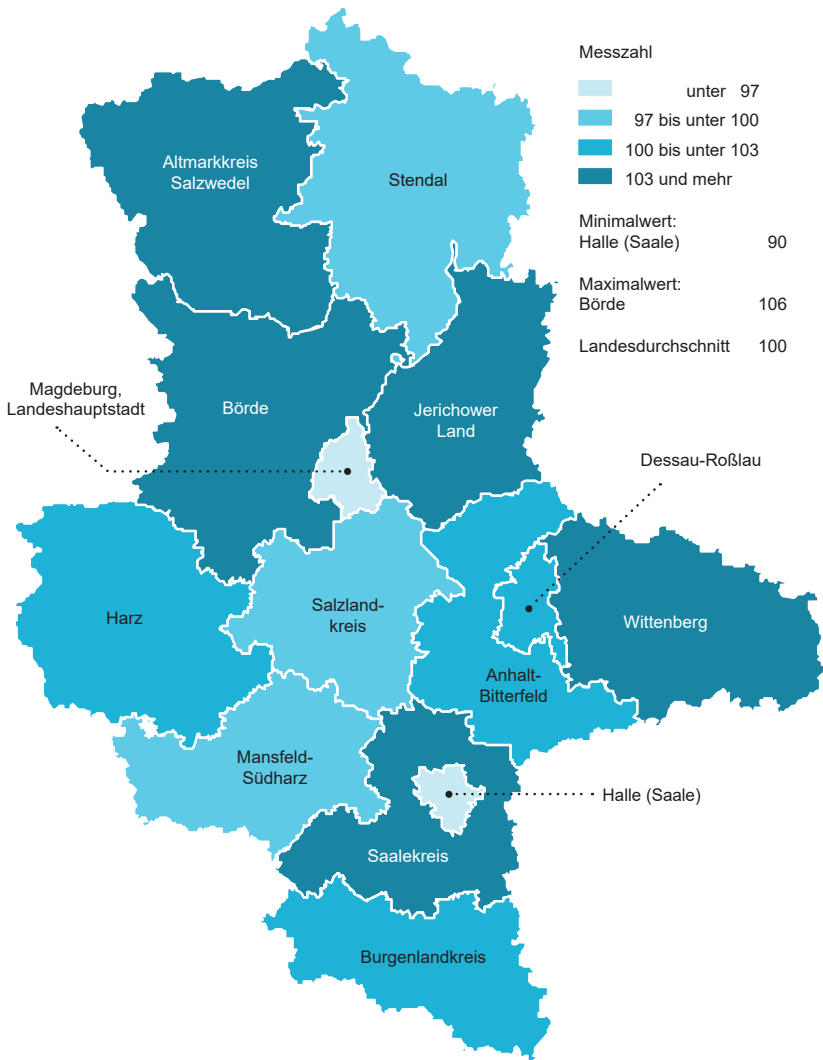 Messzahl
unter 97
97 bis unter 100
100 bis unter 103
103 und mehr
Minimalwert:
Halle (Saale) 90
Maximalwert:
Börde 106
Landesdurchschnitt 100
Altmarkkreis
Salzwedel
Stendal
Magdeburg,
Landeshauptstadt
Börde
Jerichower
Land
Dessau-Roßlau
Harz
Salzland-
kreis
Wittenberg
Anhalt-
Bitterfeld
Mansfeld-
Südharz
Halle (Saale)
Saalekreis
Burgenlandkreis